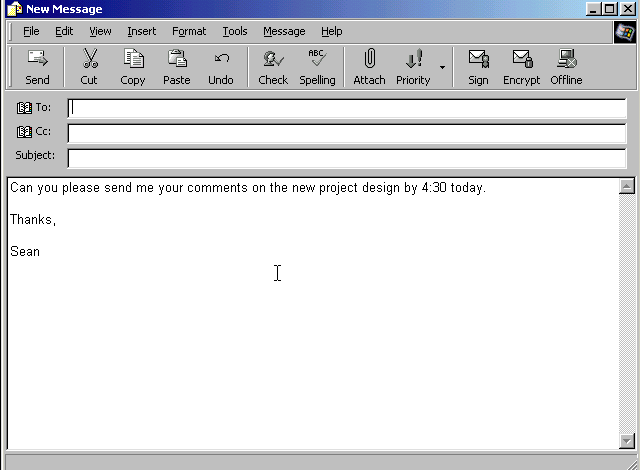 New Message
File Edit View Insert Format Tools Message Help
ABC
Send Cut Copy Paste Undo Check Spelling Attach Priority Sign Encrypt Offline
To:
Cc:
Subject:
Can you please send me your comments on the new project design by 4:30 today.
Thanks,
Sean